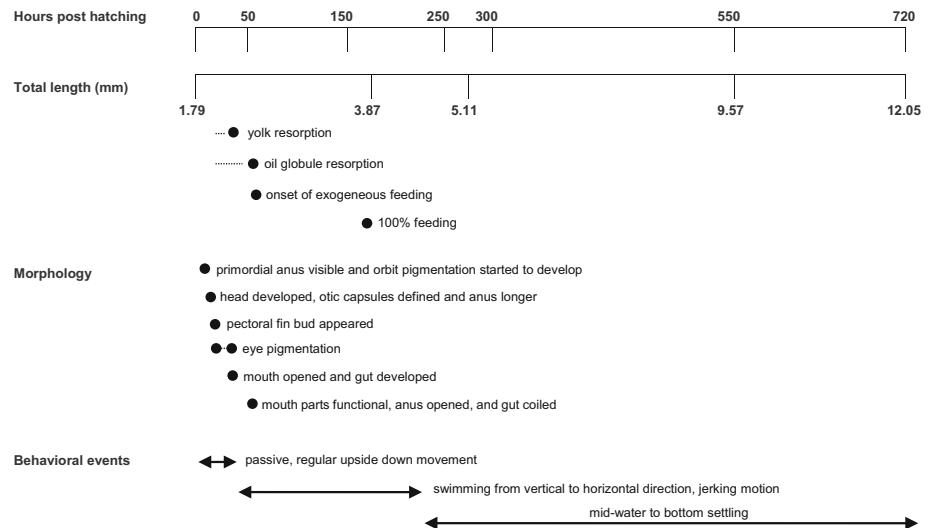 Hours post hatching 0 50 150 250 300 550 720
Total length (mm)
1.79 3.87 5.11 9.57 12.05
yolk resorption
oil globule resorption
onset of exogeneous feeding
100% feeding
Morphology
primordial anus visible and orbit pigmentation started to develop
head developed, otic capsules defined and anus longer
pectoral fin bud appeared
eye pigmentation
mouth opened and gut developed
mouth parts functional, anus opened, and gut coiled
Behavioral events
passive, regular upside down movement
swimming from vertical to horizontal direction, jerking motion
mid-water to bottom settling